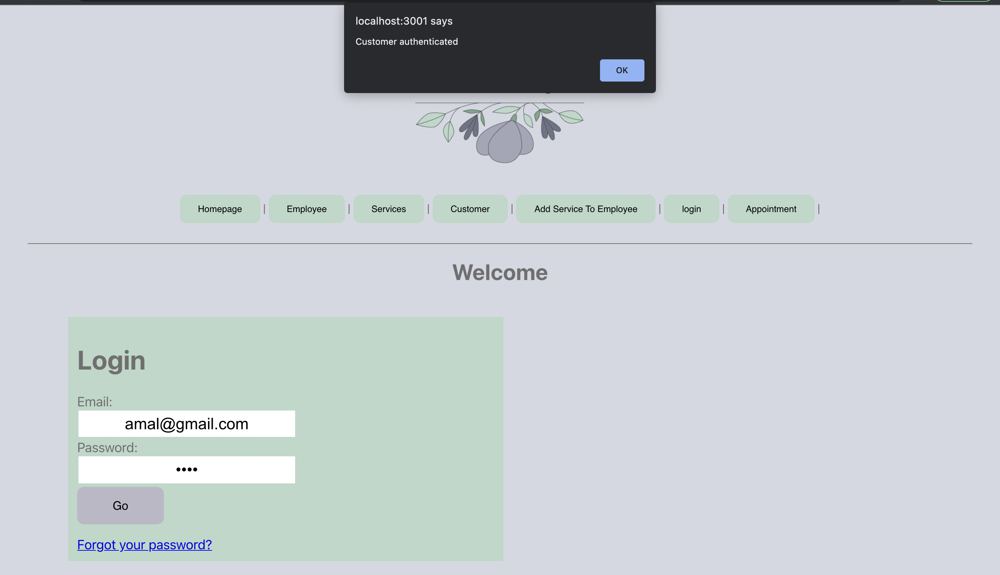 localhost:3001 says
Customer authenticated
OK
Homepage | Employee | Services | Customer | Add Service To Employee | login | Appointment |
Welcome
Login
Email:
amal@gmail.com
Password:
••••
Go
Forgot your password?